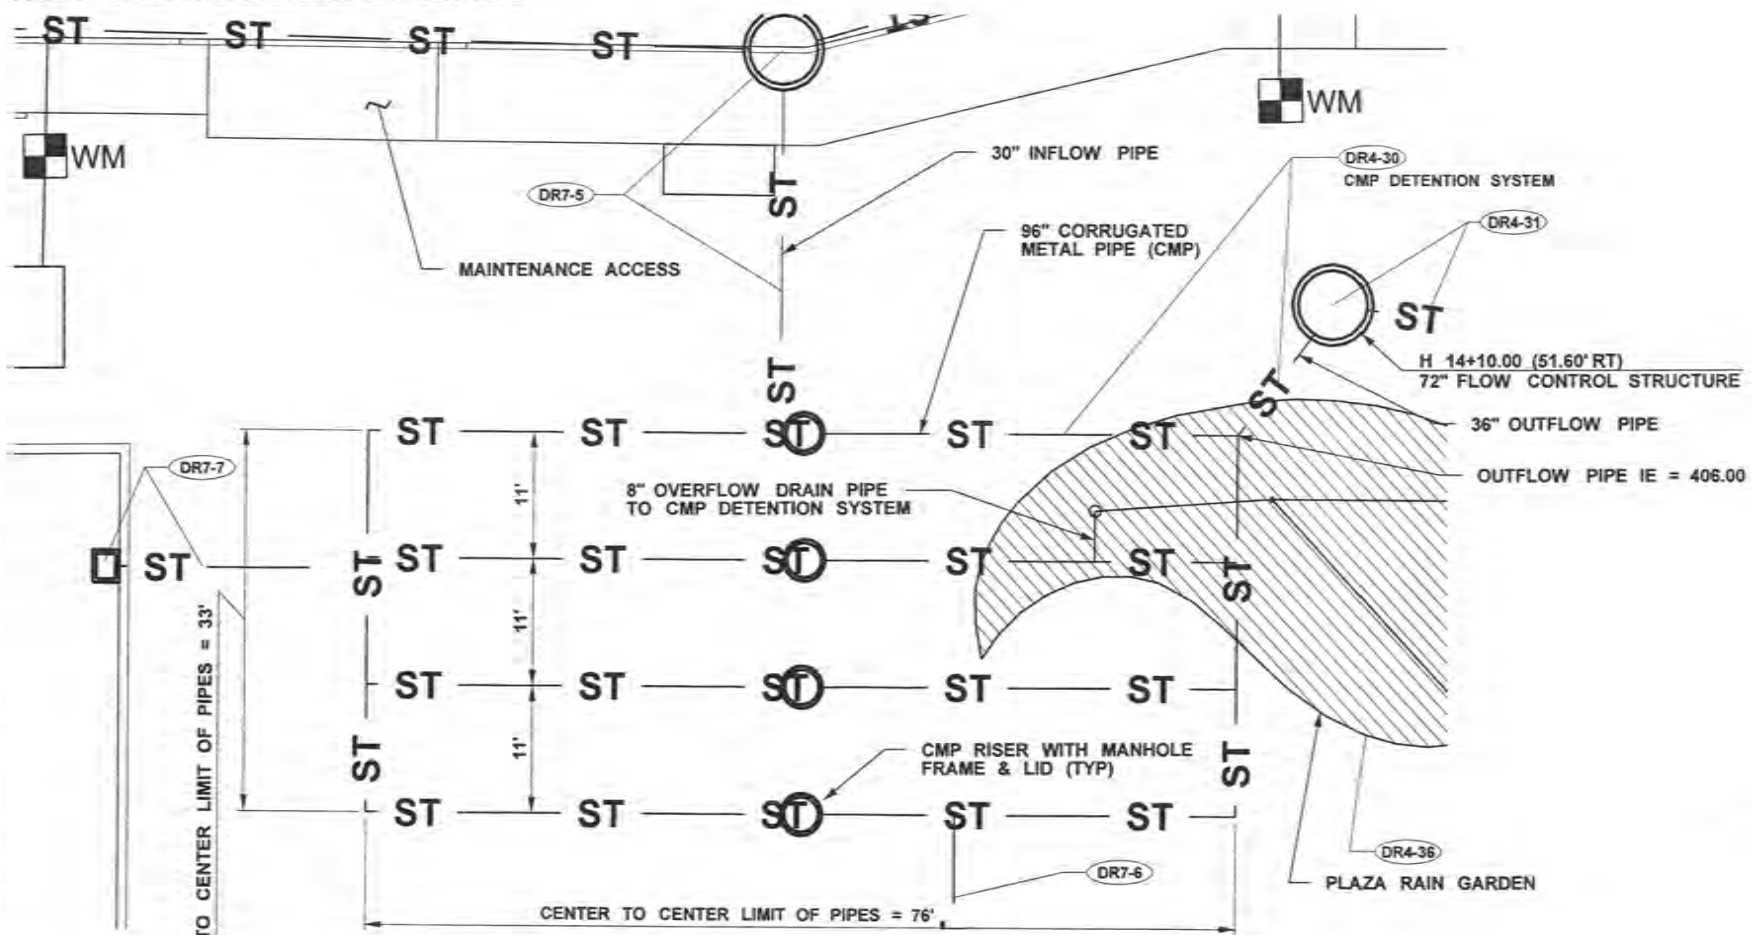 ST ST ST ST
WM
WM
30" INFLOW PIPE
DR4-30
CMP DETENTION SYSTEM
DR7-5
ST
DR4-31
96" CORRUGATED
METAL PIPE (CMP)
MAINTENANCE ACCESS
ST
H 14+10.00 (51.60' RT)
72" FLOW CONTROL STRUCTURE
ST
ST
36" OUTFLOW PIPE
ST ST ST ST ST
DR7-7
OUTFLOW PIPE IE = 406.00
11'
8" OVERFLOW DRAIN PIPE
TO CMP DETENTION SYSTEM
ST ST ST ST ST ST ST ST
11'
TO CENTER LIMIT OF PIPES = 33'
ST ST ST ST ST
11'
CMP RISER WITH MANHOLE
FRAME & LID (TYP)
ST ST
ST ST ST ST ST
DR4-36
DR7-6
PLAZA RAIN GARDEN
CENTER TO CENTER LIMIT OF PIPES = 76'